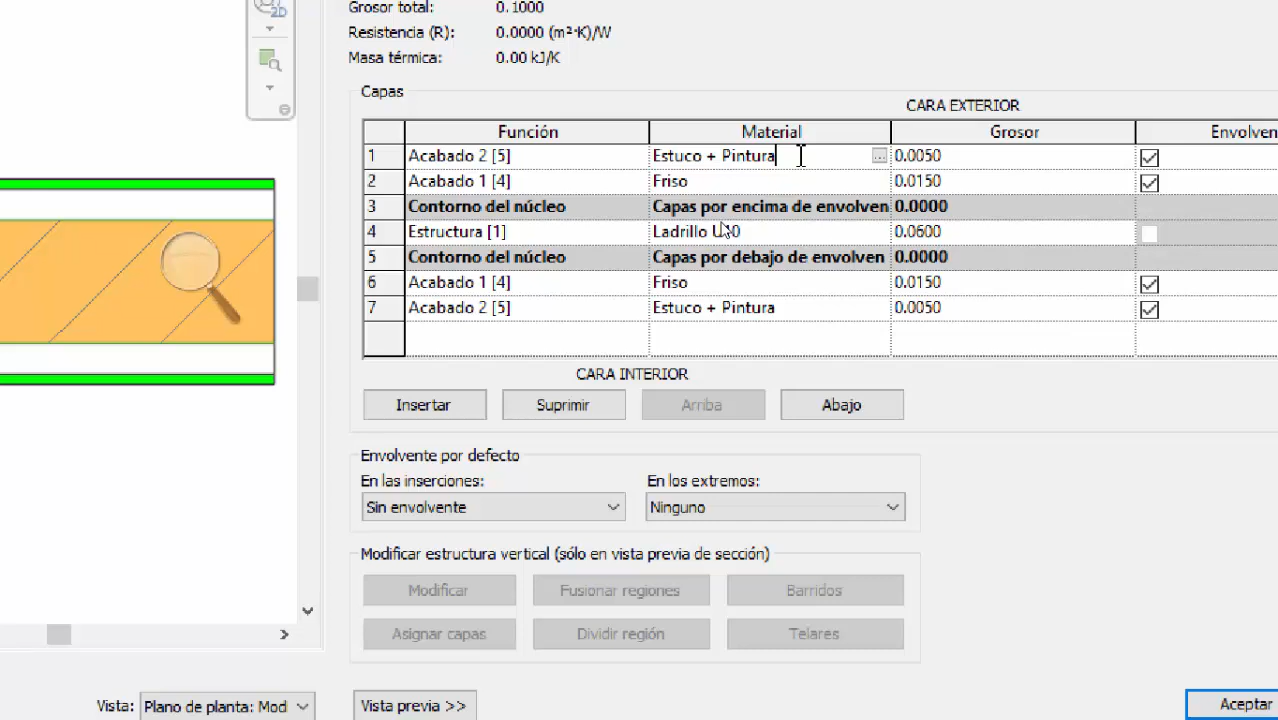 Grosor total: 0.1000
Resistencia (R): 0.0000 (m²·K)/W
Masa térmica: 0.00 kJ/K
Capas
CARA EXTERIOR
Función Material Grosor Envolven
1 Acabado 2 [5] Estuco + Pintura ... 0.0050
2 Acabado 1 [4] Friso 0.0150
3 Contorno del núcleo Capas por encima de envolven 0.0000
4 Estructura [1] Ladrillo 0.0600
5 Contorno del núcleo Capas por debajo de envolven 0.0000
6 Acabado 1 [4] Friso 0.0150
7 Acabado 2 [5] Estuco + Pintura 0.0050
CARA INTERIOR
Insertar Suprimir Arriba Abajo
Envolvente por defecto
En las inserciones: En los extremos:
Sin envolvente Ninguno
Modificar estructura vertical (sólo en vista previa de sección)
Modificar Fusionar regiones Barridos
Asignar capas Dividir región Telares
Vista: Plano de planta: Mod Vista previa >> Aceptar
2D